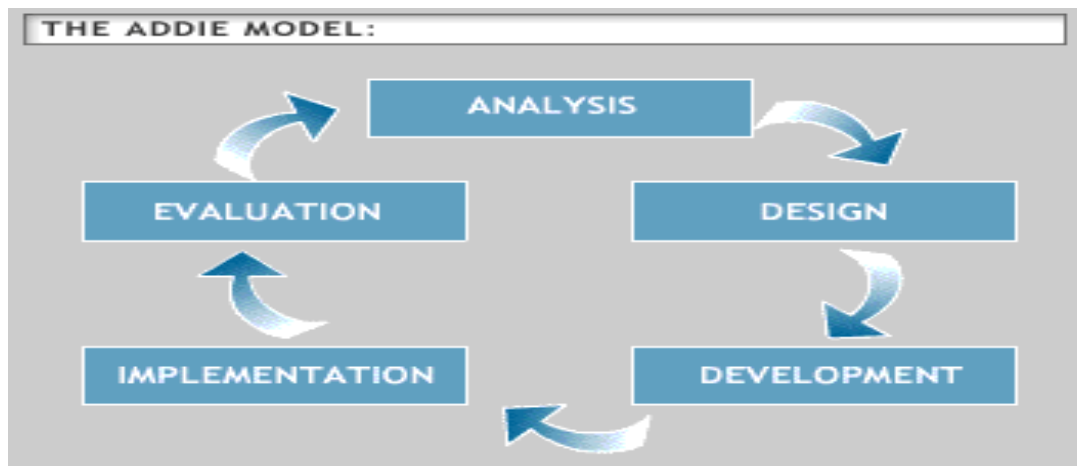 THE ADDIE MODEL:
ANALYSIS
EVALUATION
DESIGN
IMPLEMENTATION
DEVELOPMENT